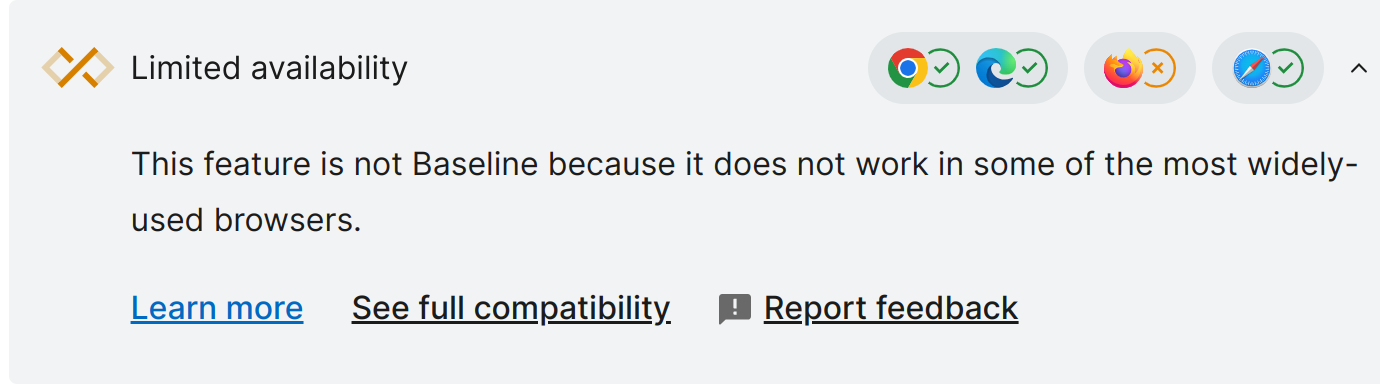 Limited availability
This feature is not Baseline because it does not work in some of the most widely-
used browsers.
Learn more See full compatibility Report feedback